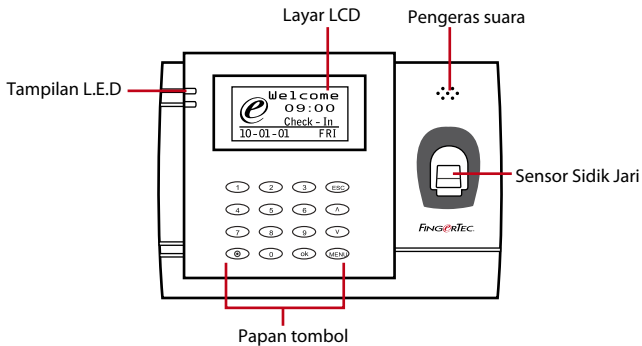 Layar LCD
Pengeras suara
Tampilan L.E.D
Welcome
09:00
Check-In
10-01-01 FRI
Sensor Sidik Jari
1 2 3 ESC
4 5 6 ∧
7 8 9 ∨
0 ok MENU
FINGERTEC
Papan tombol